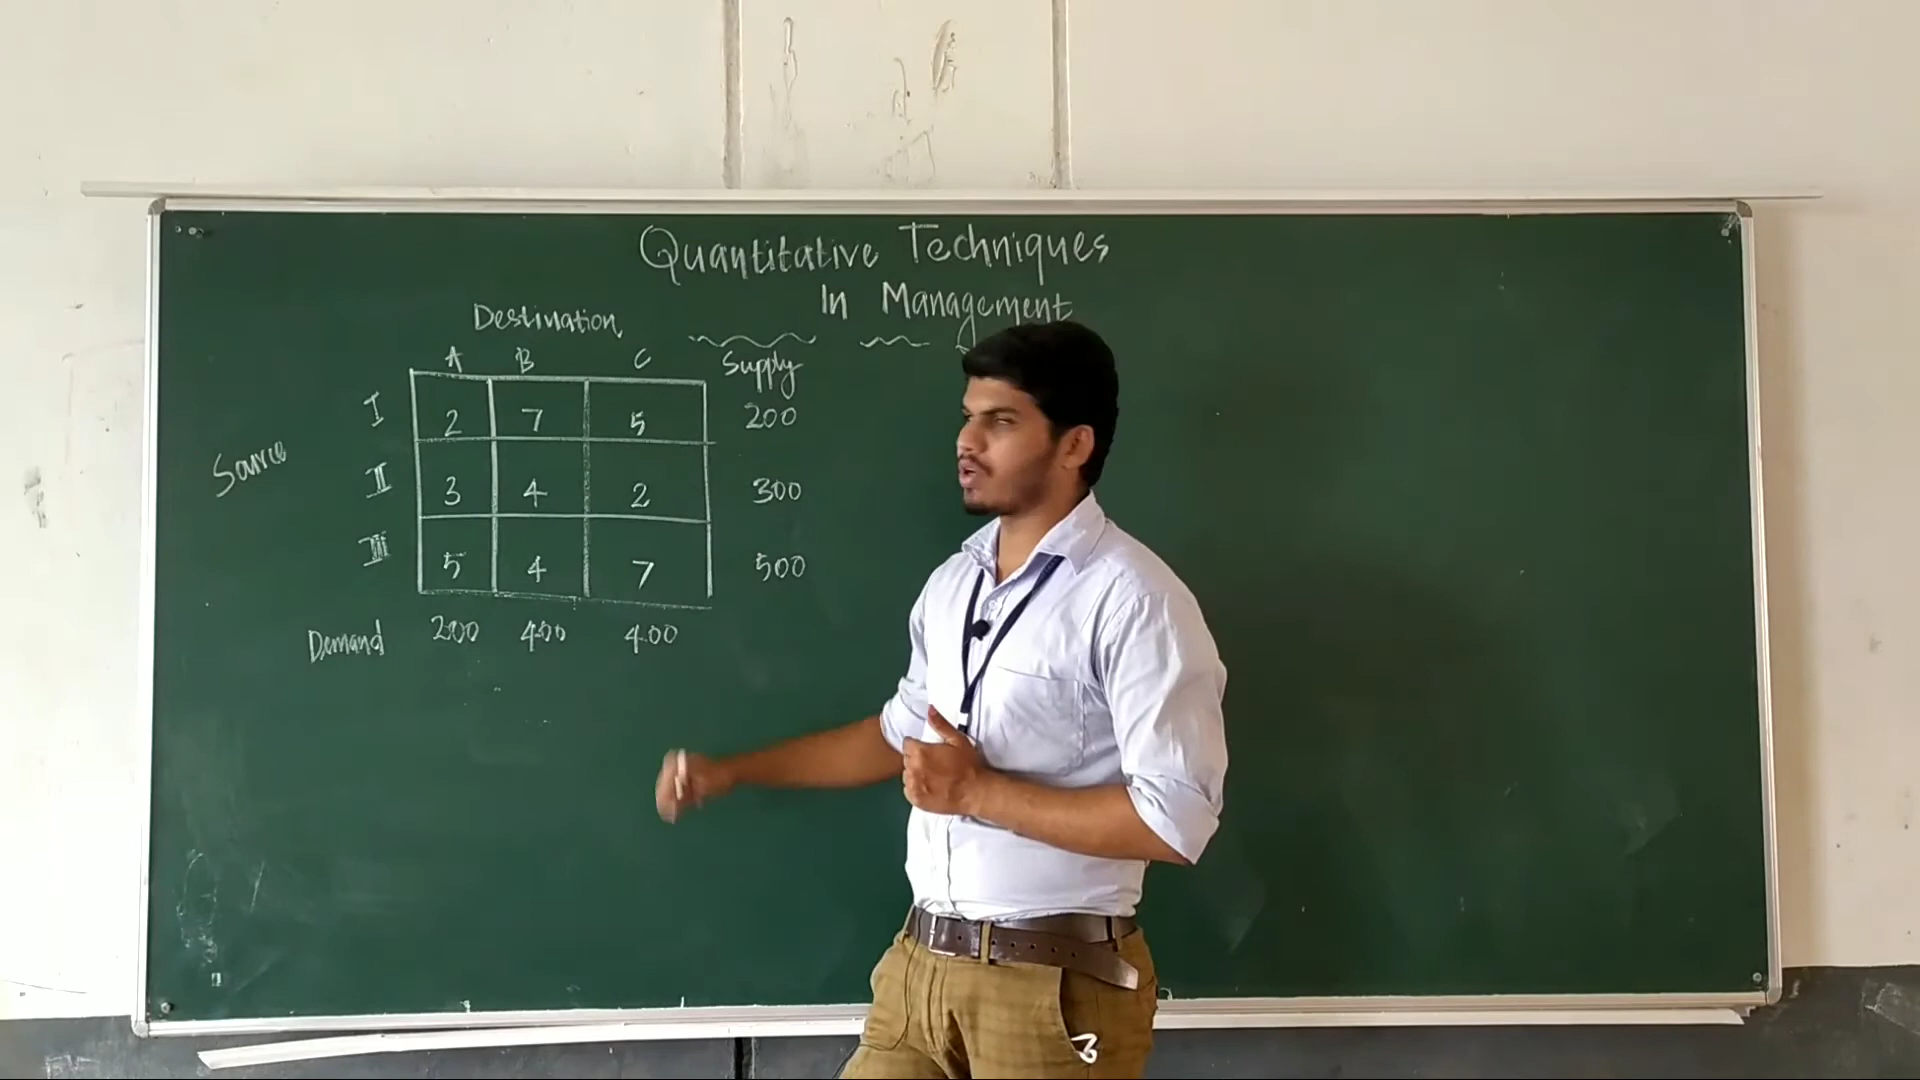 Quantitative Techniques
In Management
Destination
A B C Supply
I 2 7 5 200
Source
II 3 4 2 300
III 5 4 7 500
Demand 200 400 400